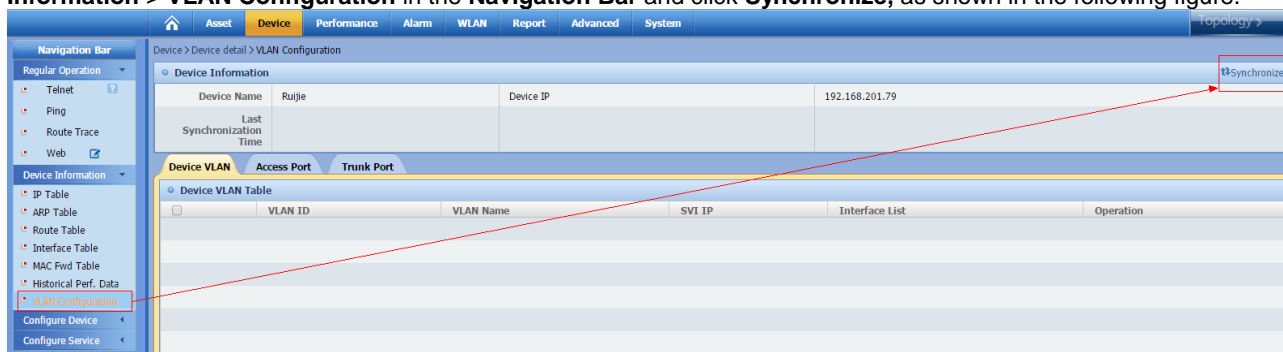 Information > VLAN Configuration in the Navigation Bar and click Synchronize, as shown in the following figure.
Asset Device Performance Alarm WLAN Report Advanced System Topology >
Navigation Bar
Device > Device detail > VLAN Configuration
Regular Operation
Device Information
Synchronize
Telnet ?
Device Name Ruijie Device IP 192.168.201.79
Ping
Last
Route Trace
Synchronization
Time
Web
Device VLAN Access Port Trunk Port
Device Information
IP Table
Device VLAN Table
ARP Table
VLAN ID VLAN Name SVI IP Interface List Operation
Route Table
Interface Table
MAC Fwd Table
Historical Perf. Data
VLAN Configuration
Configure Device
Configure Service